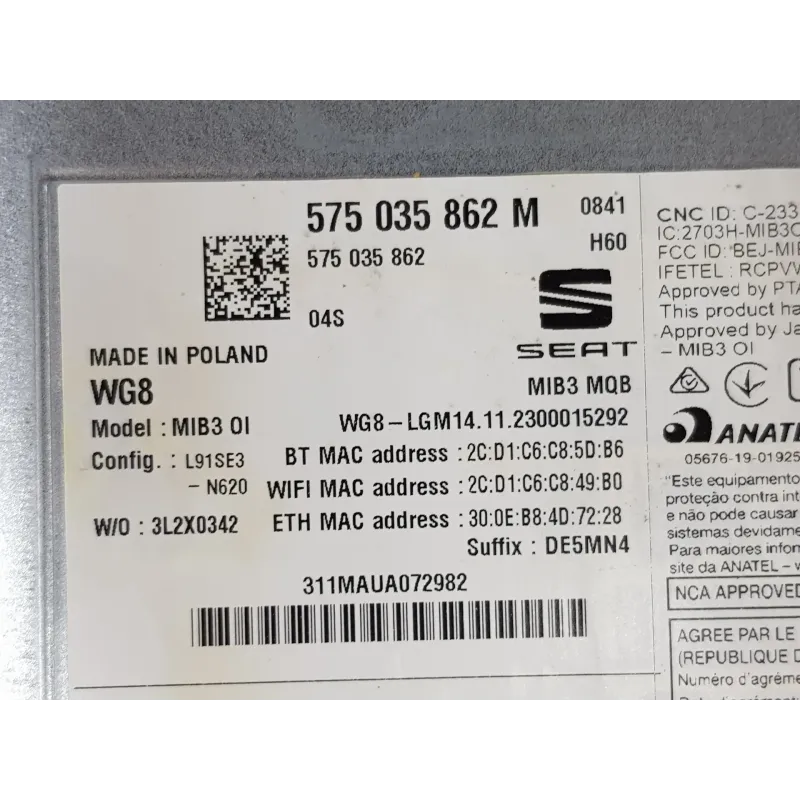 575 035 862 M 0841
575 035 862 H60
04S
SEAT
MADE IN POLAND
WG8 MIB3 MQB
Model : MIB3 OI WG8-LGM14.11.2300015292
Config. : L91SE3 BT MAC address : 2C:D1:C6:C8:5D:B6
- N620 WIFI MAC address : 2C:D1:C6:C8:49:B0
W/O : 3L2X0342 ETH MAC address : 30:0E:B8:4D:72:28
Suffix : DE5MN4
311MAUA072982
CNC ID: C-233
IC:2703H-MIB3O
FCC ID: BEJ-MIB
IFETEL : RCPVW
Approved by PTA
This product ha
Approved by Ja
- MIB3 OI
ANATEL
05676-19-01925
"Este equipamento
proteção contra int
e não pode causar
sistemas devidame
Para maiores infor
site da ANATEL -
NCA APPROVED
AGREE PAR LE
(REPUBLIQUE D
Numéro d'agréme